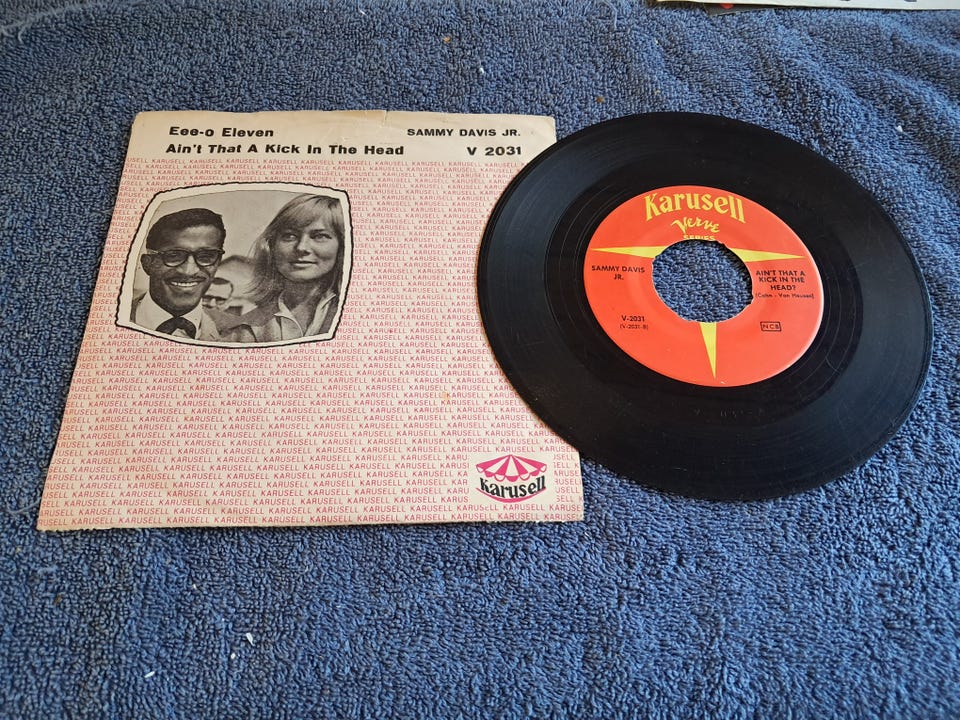 Eee-o Eleven SAMMY DAVIS JR.
Ain't That A Kick In The Head V 2031
Karusell
Karusell
Verve
SERIES
SAMMY DAVIS
JR.
AIN'T THAT A
KICK IN THE
HEAD?
(Cahn - Van Heusen)
V-2031
(V-2031-B)
NCB